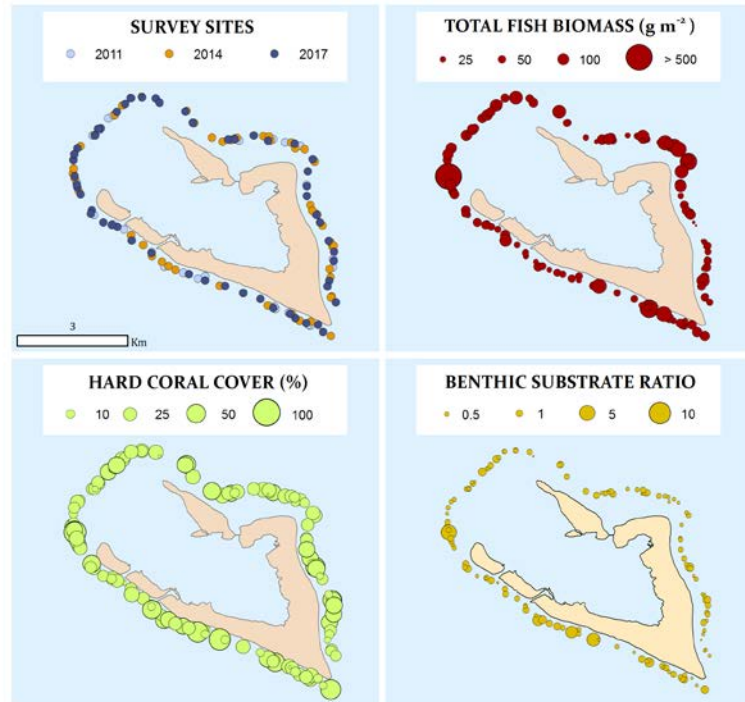 SURVEY SITES
2011 2014 2017
3
Km
TOTAL FISH BIOMASS (g m⁻²)
25 50 100 > 500
HARD CORAL COVER (%)
10 25 50 100
BENTHIC SUBSTRATE RATIO
0.5 1 5 10